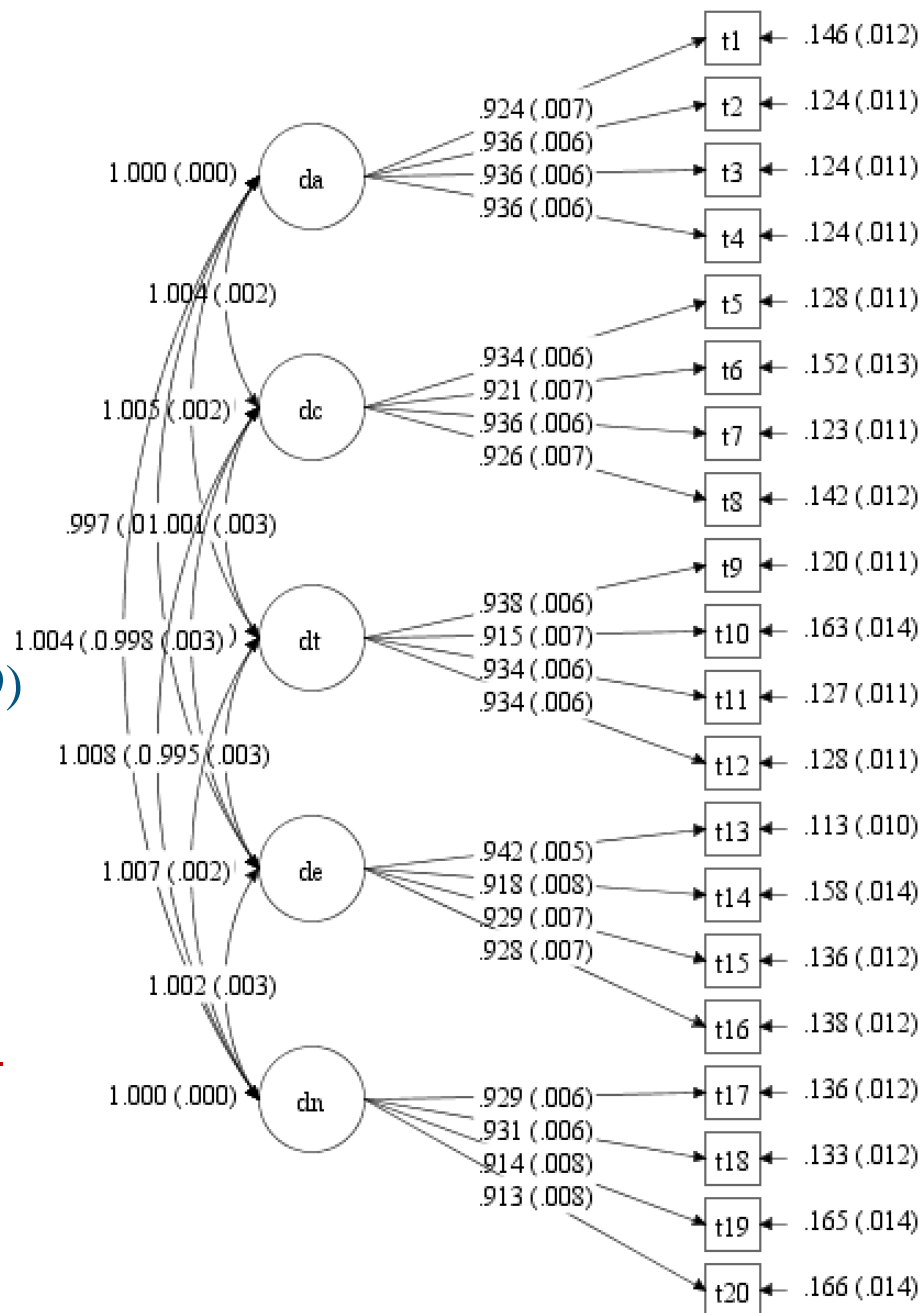 t1 .146 (.012)
.924 (.007)
t2 .124 (.011)
.936 (.006)
1.000 (.000) da .936 (.006) t3 .124 (.011)
.936 (.006)
t4 .124 (.011)
1.004 (.002)
t5 .128 (.011)
.934 (.006)
t6 .152 (.013)
.921 (.007)
1.005 (.002) dc .936 (.006)
t7 .123 (.011)
.926 (.007)
t8 .142 (.012)
.997 (.01.001 (.003)
t9 .120 (.011)
.938 (.006)
t10 .163 (.014)
.915 (.007)
1.004 (.0.998 (.003) ) dt .934 (.006)
)
t11 .127 (.011)
.934 (.006)
1.008 (.0.995 (.003) t12 .128 (.011)
t13 .113 (.010)
.942 (.005)
1.007 (.002) de .918 (.008)
t14 .158 (.014)
.929 (.007)
.928 (.007) t15 .136 (.012)
1.002 (.003)
t16 .138 (.012)
1.000 (.000) dn .929 (.006) t17 .136 (.012)
.931 (.006)
t18 .133 (.012)
.914 (.008)
.913 (.008)
t19 .165 (.014)
t20 .166 (.014)